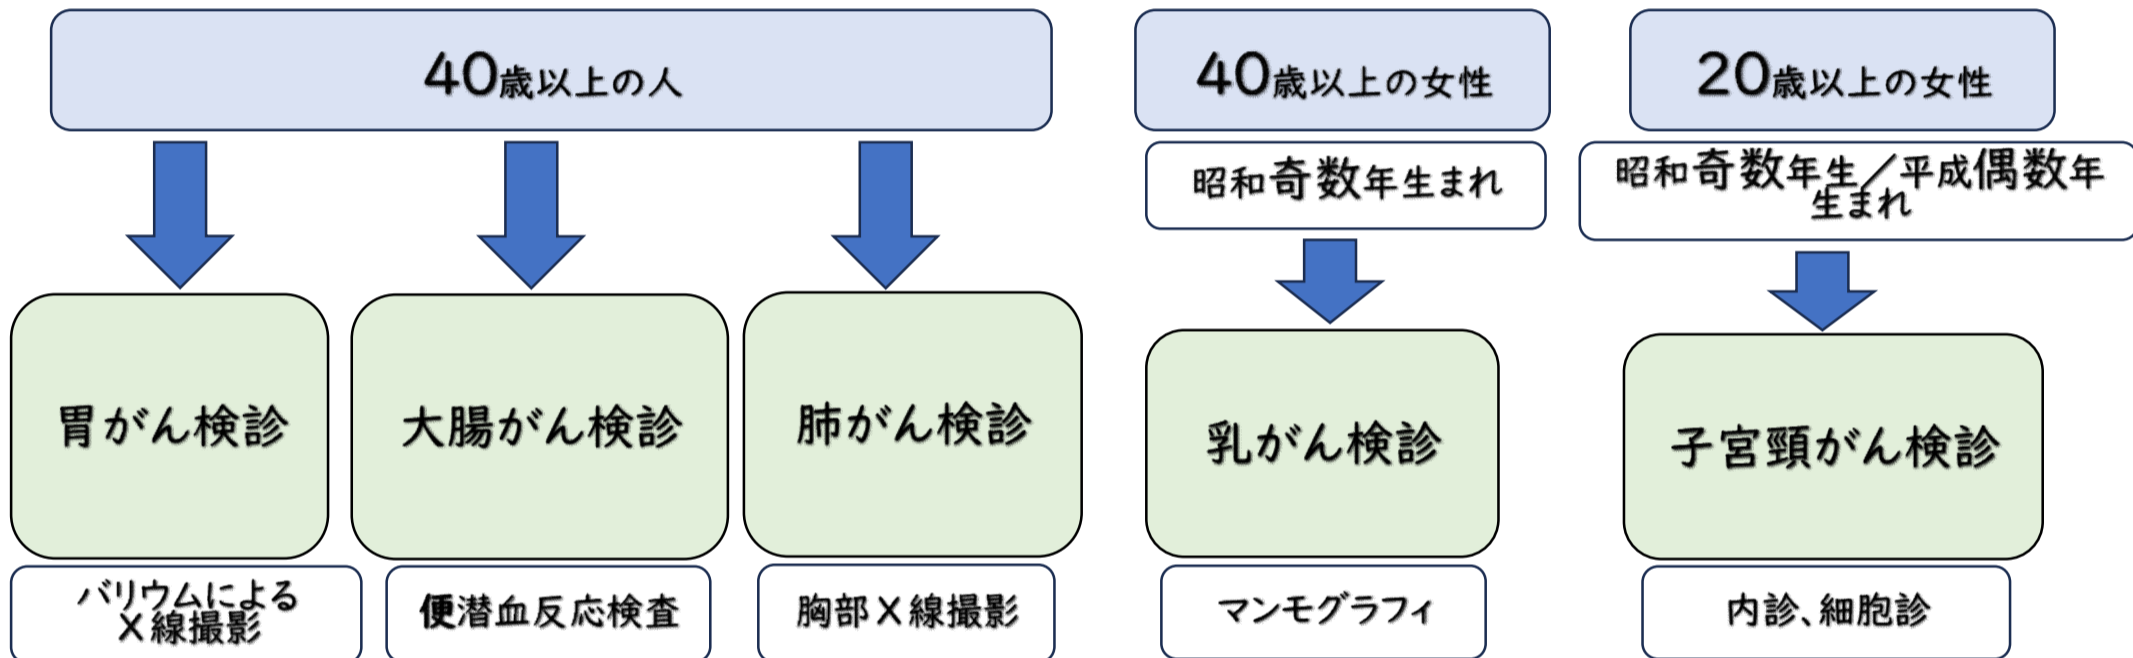 40歳以上の人
40歳以上の女性
20歳以上の女性
昭和奇数年生まれ
昭和奇数年生/平成偶数年
生まれ
胃がん検診
大腸がん検診
肺がん検診
乳がん検診
子宮頸がん検診
バリウムによる
X線撮影
便潜血反応検査
胸部X線撮影
マンモグラフィ
内診、細胞診